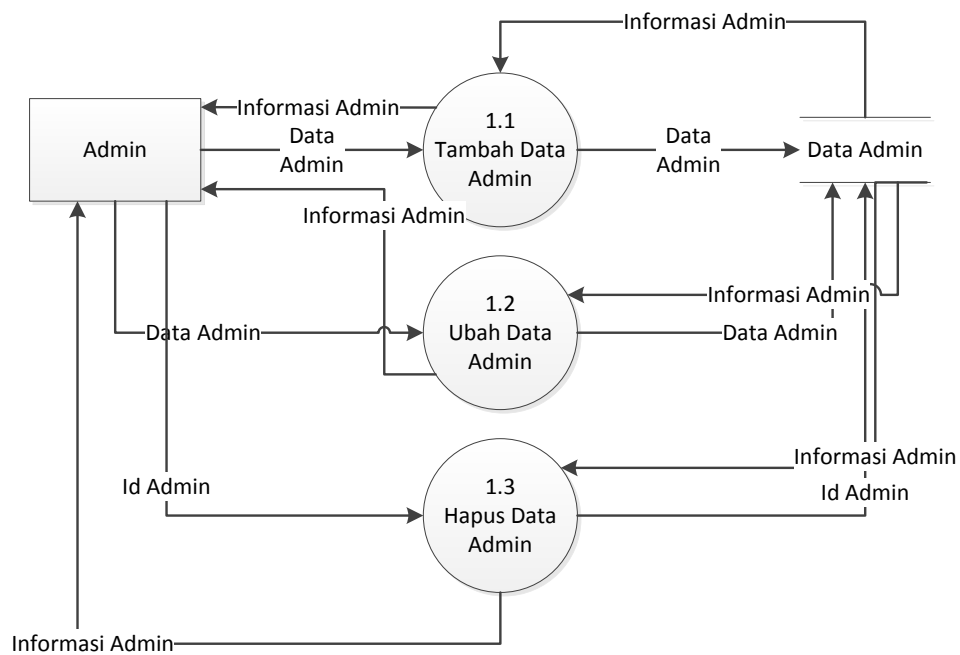 Informasi Admin
Informasi Admin
1.1
Tambah Data
Admin
Admin
Data
Admin
Data
Admin
Data Admin
Informasi Admin
1.2
Ubah Data
Admin
Informasi Admin
Data Admin
Data Admin
1.3
Hapus Data
Admin
Informasi Admin
Id Admin
Id Admin
Informasi Admin